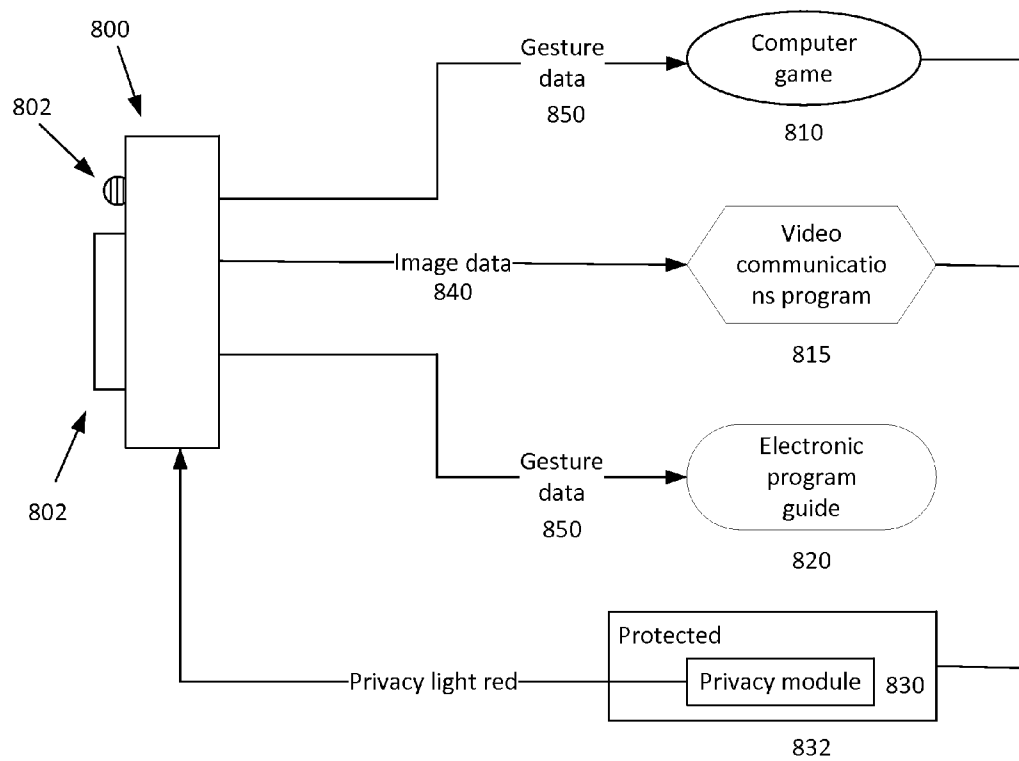 800
802
Gesture
data
850
Computer
game
810
Image data
840
Video
communicatio
ns program
815
802
Gesture
data
850
Electronic
program
guide
820
Protected
Privacy light red
Privacy module
830
832